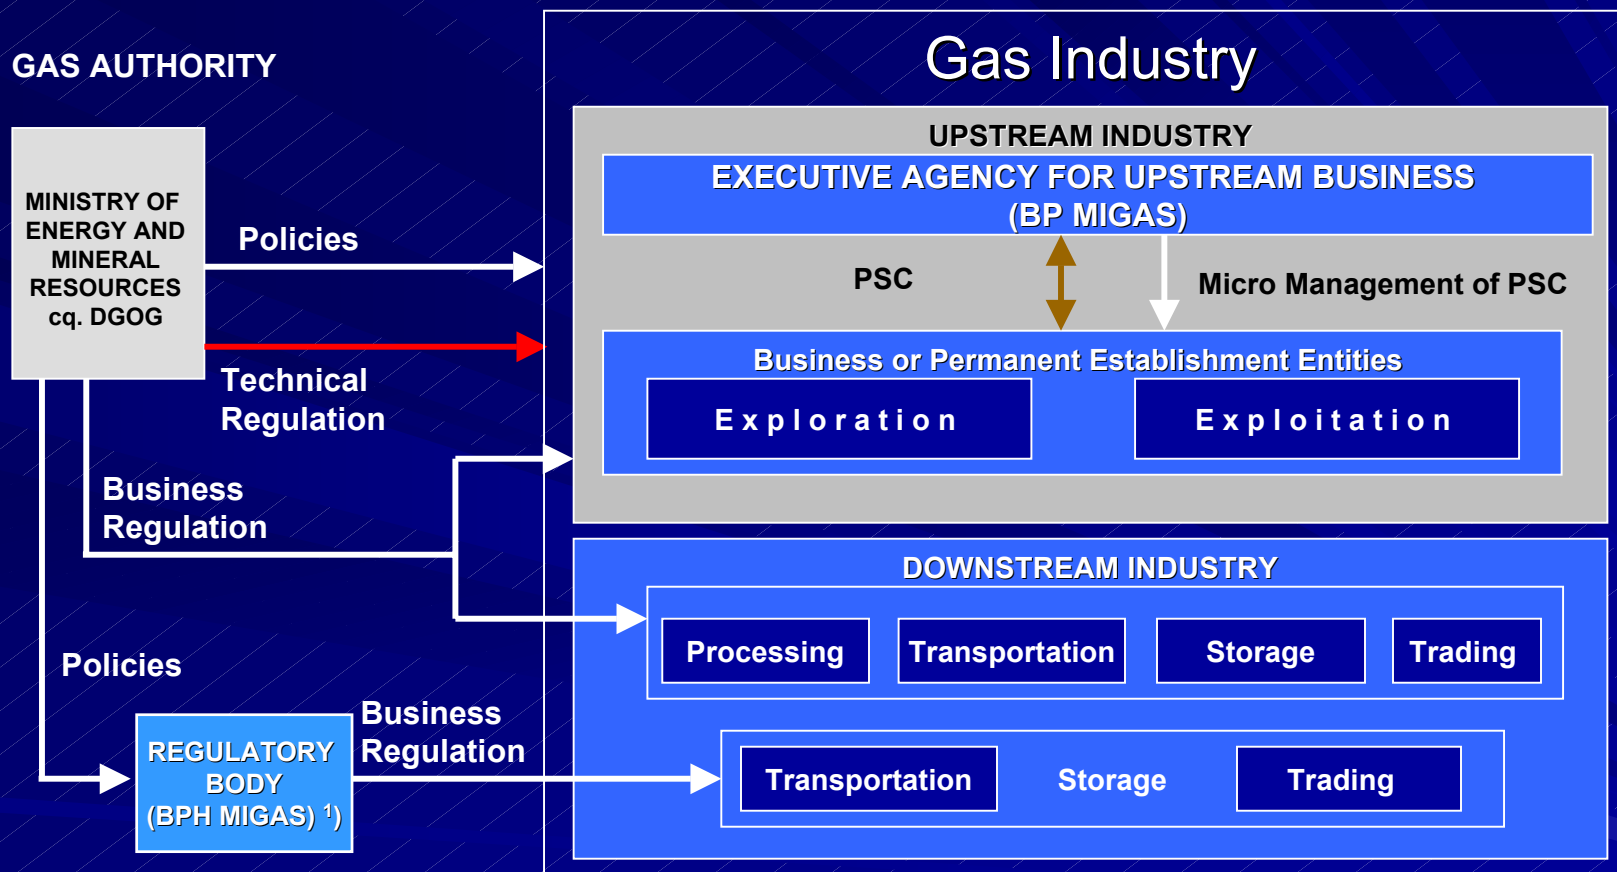 GAS AUTHORITY
Gas Industry
MINISTRY OF
ENERGY AND
MINERAL
RESOURCES
cq. DGOG
Policies
Technical
Regulation
Business
Regulation
Policies
REGULATORY
BODY
(BPH MIGAS) ¹)
Business
Regulation
UPSTREAM INDUSTRY
EXECUTIVE AGENCY FOR UPSTREAM BUSINESS
(BP MIGAS)
PSC
Micro Management of PSC
Business or Permanent Establishment Entities
Exploration
Exploitation
DOWNSTREAM INDUSTRY
Processing
Transportation
Storage
Trading
Transportation
Storage
Trading